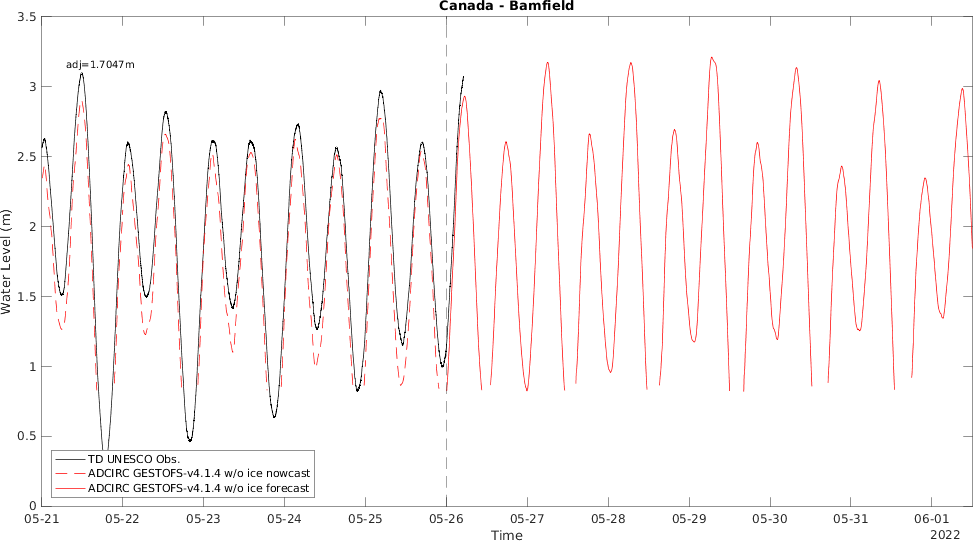 Canada - Bamfield
3.5
adj=1.7047m
3
2.5
2
Water Level (m)
1.5
1
0.5
TD UNESCO Obs.
ADCIRC GESTOFS-v4.1.4 w/o ice nowcast
ADCIRC GESTOFS-v4.1.4 w/o ice forecast
0
05-21 05-22 05-23 05-24 05-25 05-26 05-27 05-28 05-29 05-30 05-31 06-01
2022
Time